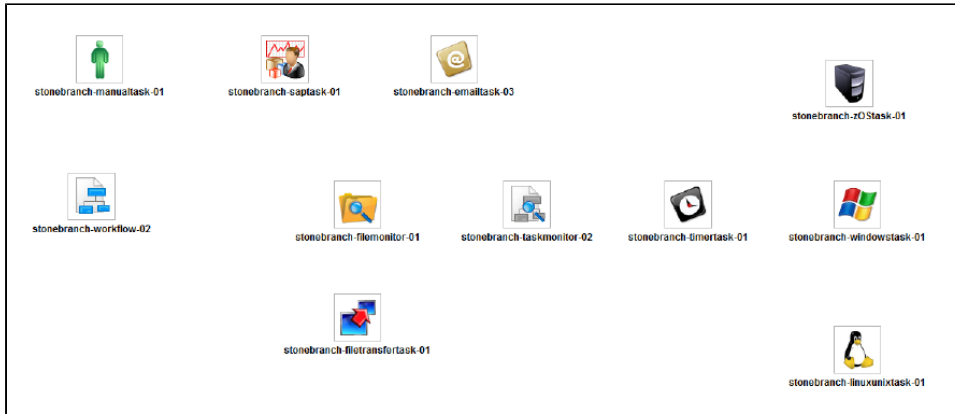 stonebranch-manualtask-01
stonebranch-saptask-01
stonebranch-emailtask-03
stonebranch-zOStask-01
stonebranch-workflow-02
stonebranch-filemonitor-01
stonebranch-taskmonitor-02
stonebranch-timertask-01
stonebranch-windowstask-01
stonebranch-filetransfertask-01
stonebranch-linuxunixtask-01